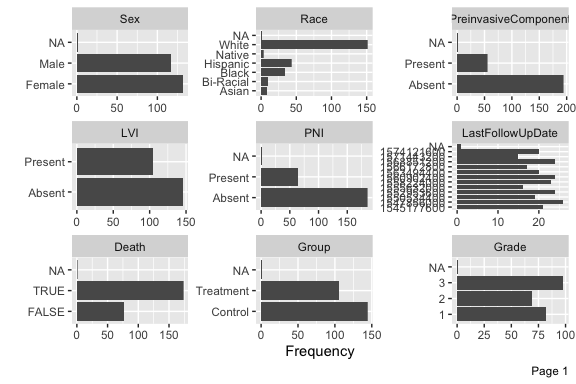 Sex
NA
Male
Female
0 50 100
Race
NA
White
Native
Hispanic
Black
Bi-Racial
Asian
0 50 100 150
PreinvasiveComponent
NA
Present
Absent
0 50 100 150 200
LVI
Present
Absent
0 50 100 150
PNI
NA
Present
Absent
0 50 100 150
LastFollowUpDate
NA
1574121600
1545177600
0 10 20
Death
NA
TRUE
FALSE
0 50 100 150
Group
NA
Treatment
Control
0 50 100 150
Grade
NA
3
2
1
0 25 50 75 100
Frequency
Page 1